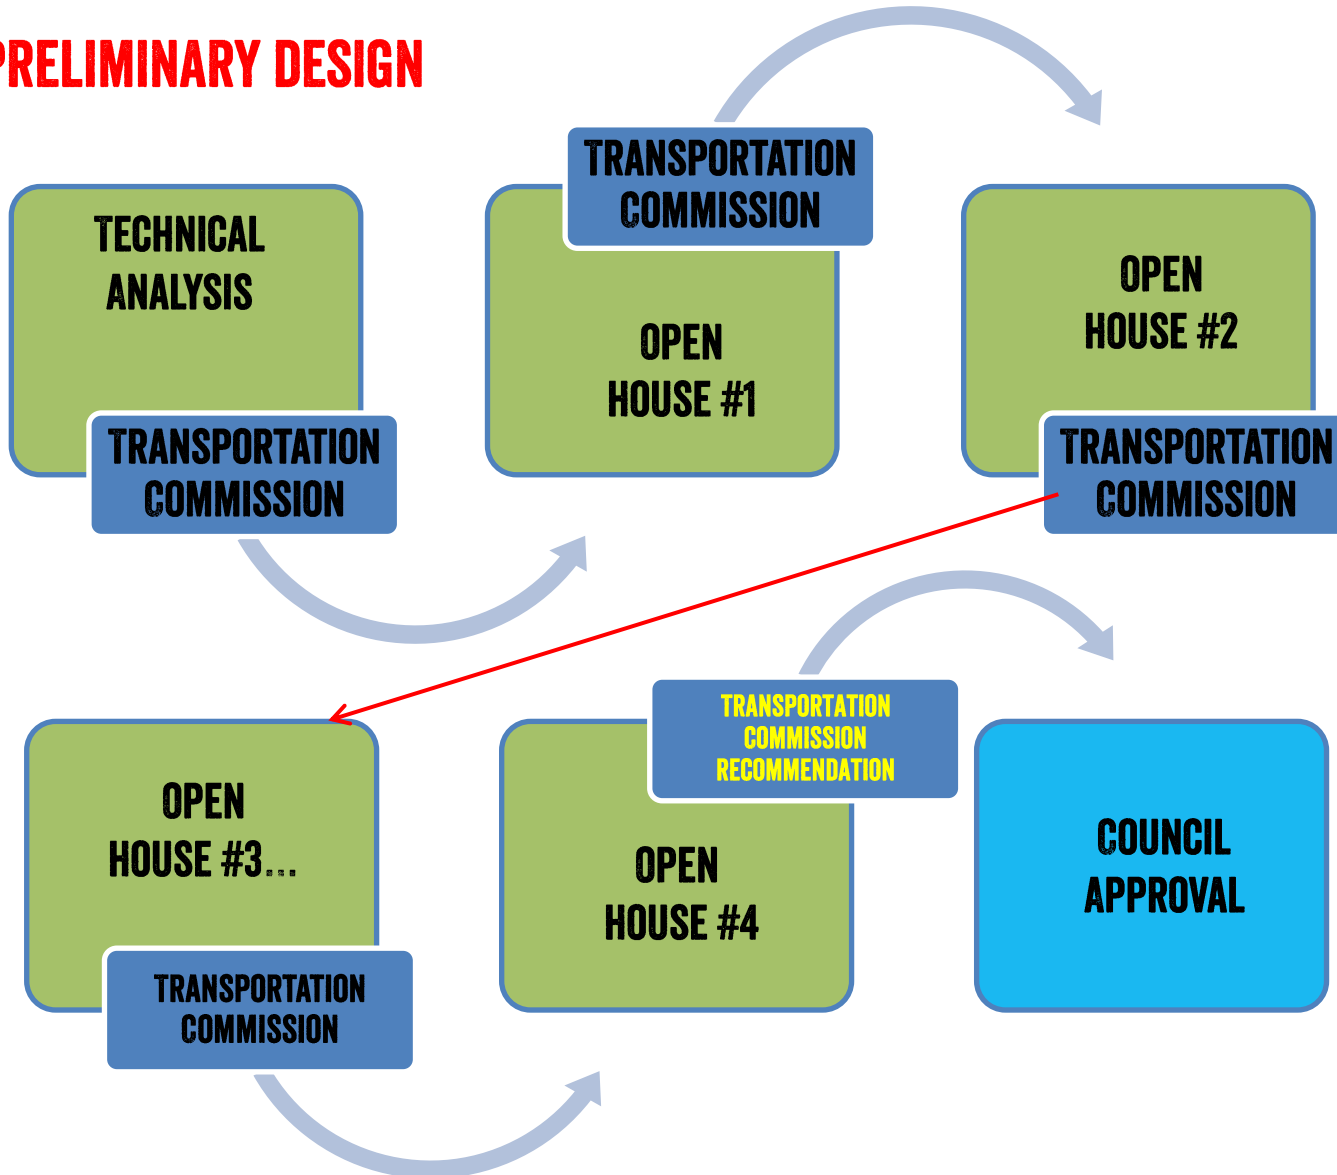 PRELIMINARY DESIGN
TECHNICAL
ANALYSIS
TRANSPORTATION
COMMISSION
TRANSPORTATION
COMMISSION
OPEN
HOUSE #1
OPEN
HOUSE #2
TRANSPORTATION
COMMISSION
OPEN
HOUSE #3...
TRANSPORTATION
COMMISSION
TRANSPORTATION
COMMISSION
RECOMMENDATION
OPEN
HOUSE #4
COUNCIL
APPROVAL